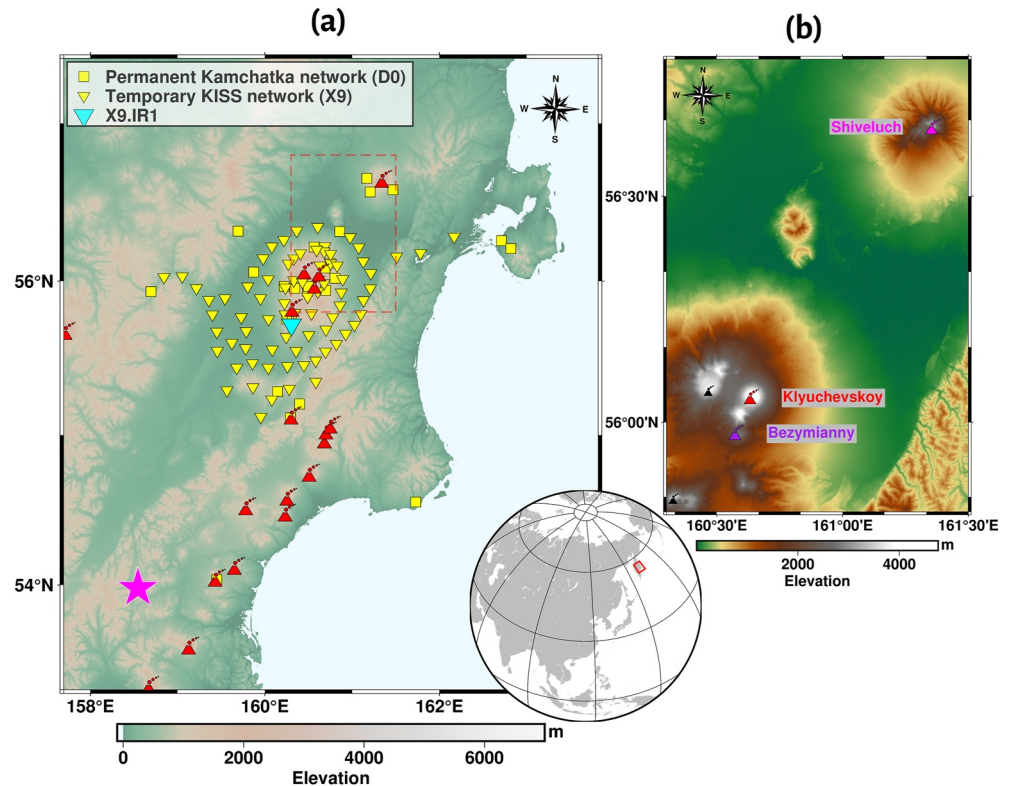 (a)
(b)
Permanent Kamchatka network (D0)
Temporary KISS network (X9)
X9.IR1
N
W E
S
N
W E
S
Shiveluch
56°30'N
56°N
Klyuchevskoy
56°00'N
Bezymianny
160°30'E 161°00'E 161°30'E
m
2000 4000
Elevation
54°N
158°E 160°E 162°E
m
0 2000 4000 6000
Elevation